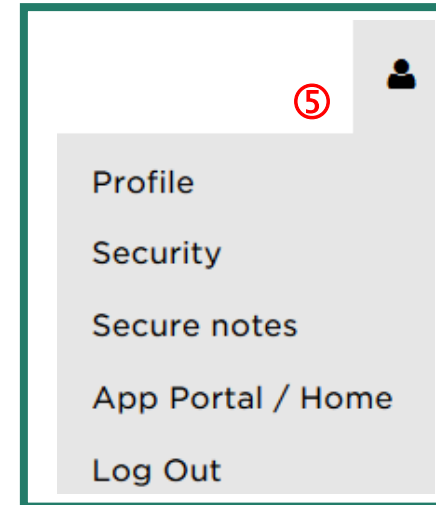 ⑤
Profile
Security
Secure notes
App Portal / Home
Log Out